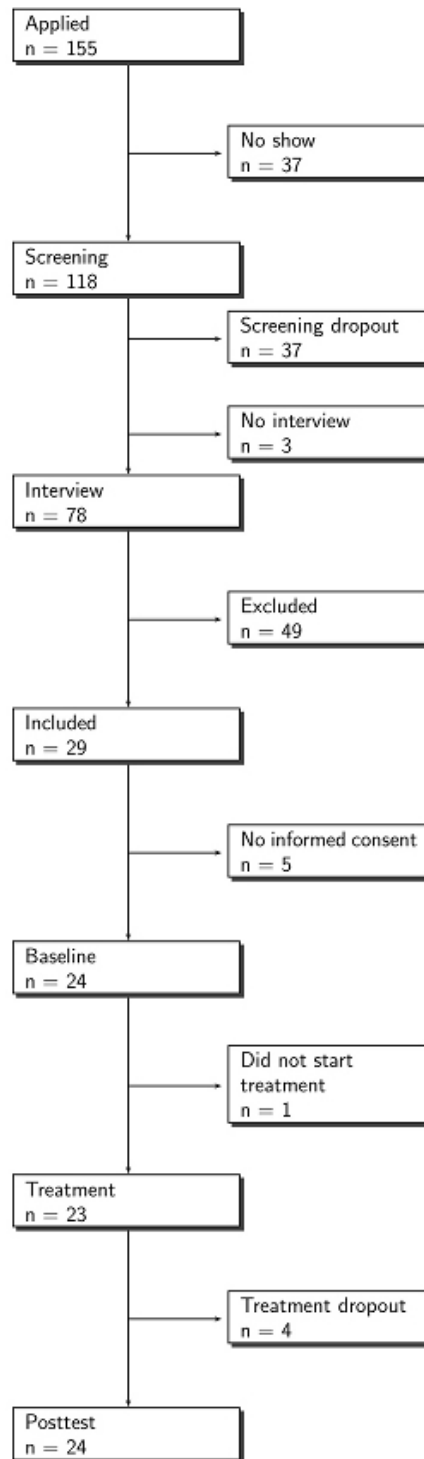 Applied
n = 155
No show
n = 37
Screening
n = 118
Screening dropout
n = 37
No interview
n = 3
Interview
n = 78
Excluded
n = 49
Included
n = 29
No informed consent
n = 5
Baseline
n = 24
Did not start
treatment
n = 1
Treatment
n = 23
Treatment dropout
n = 4
Posttest
n = 24